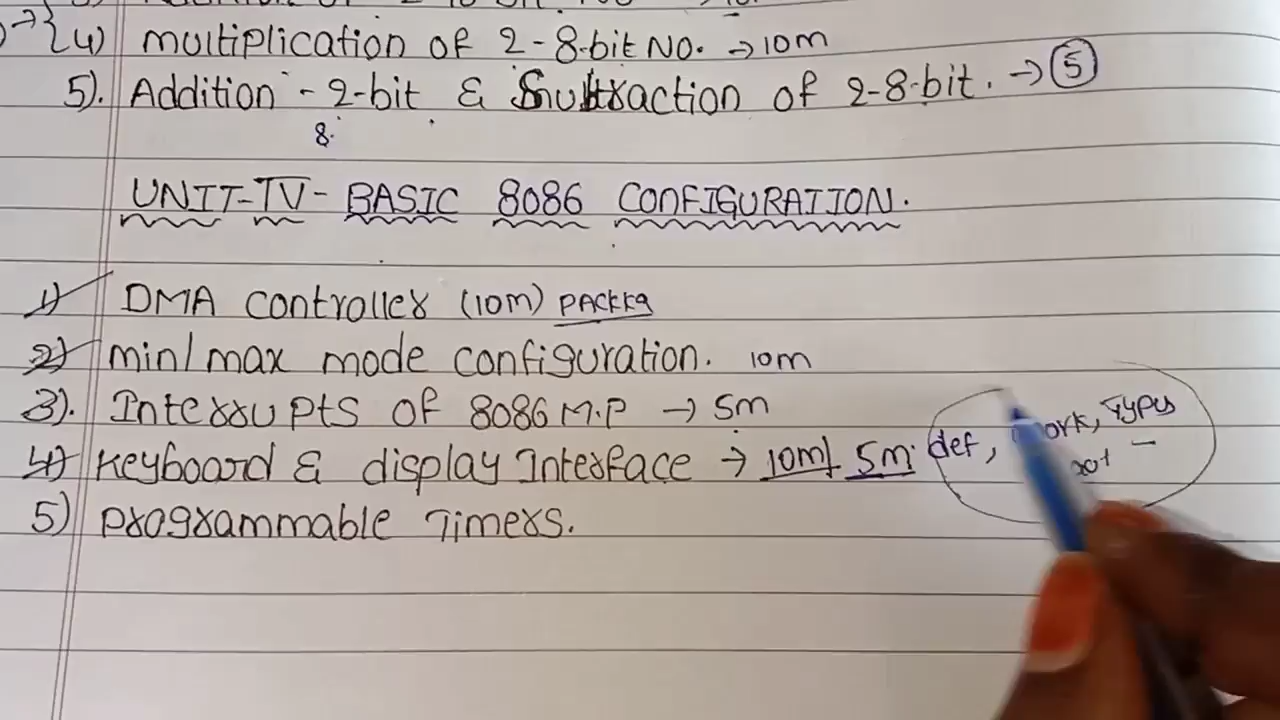 4) multiplication of 2-8-bit No. → 10m
5). Addition - 2-bit & Subtraction of 2-8-bit. → 5
8.
UNIT-IV- BASIC 8086 CONFIGURATION.
1) DMA controller (10m)
2) min/max mode configuration. 10m
3). Interrupts of 8086 M.P → 5m
4) keyboard & display Interface → 10m/ 5m def, work, Types
5) programmable Timers.